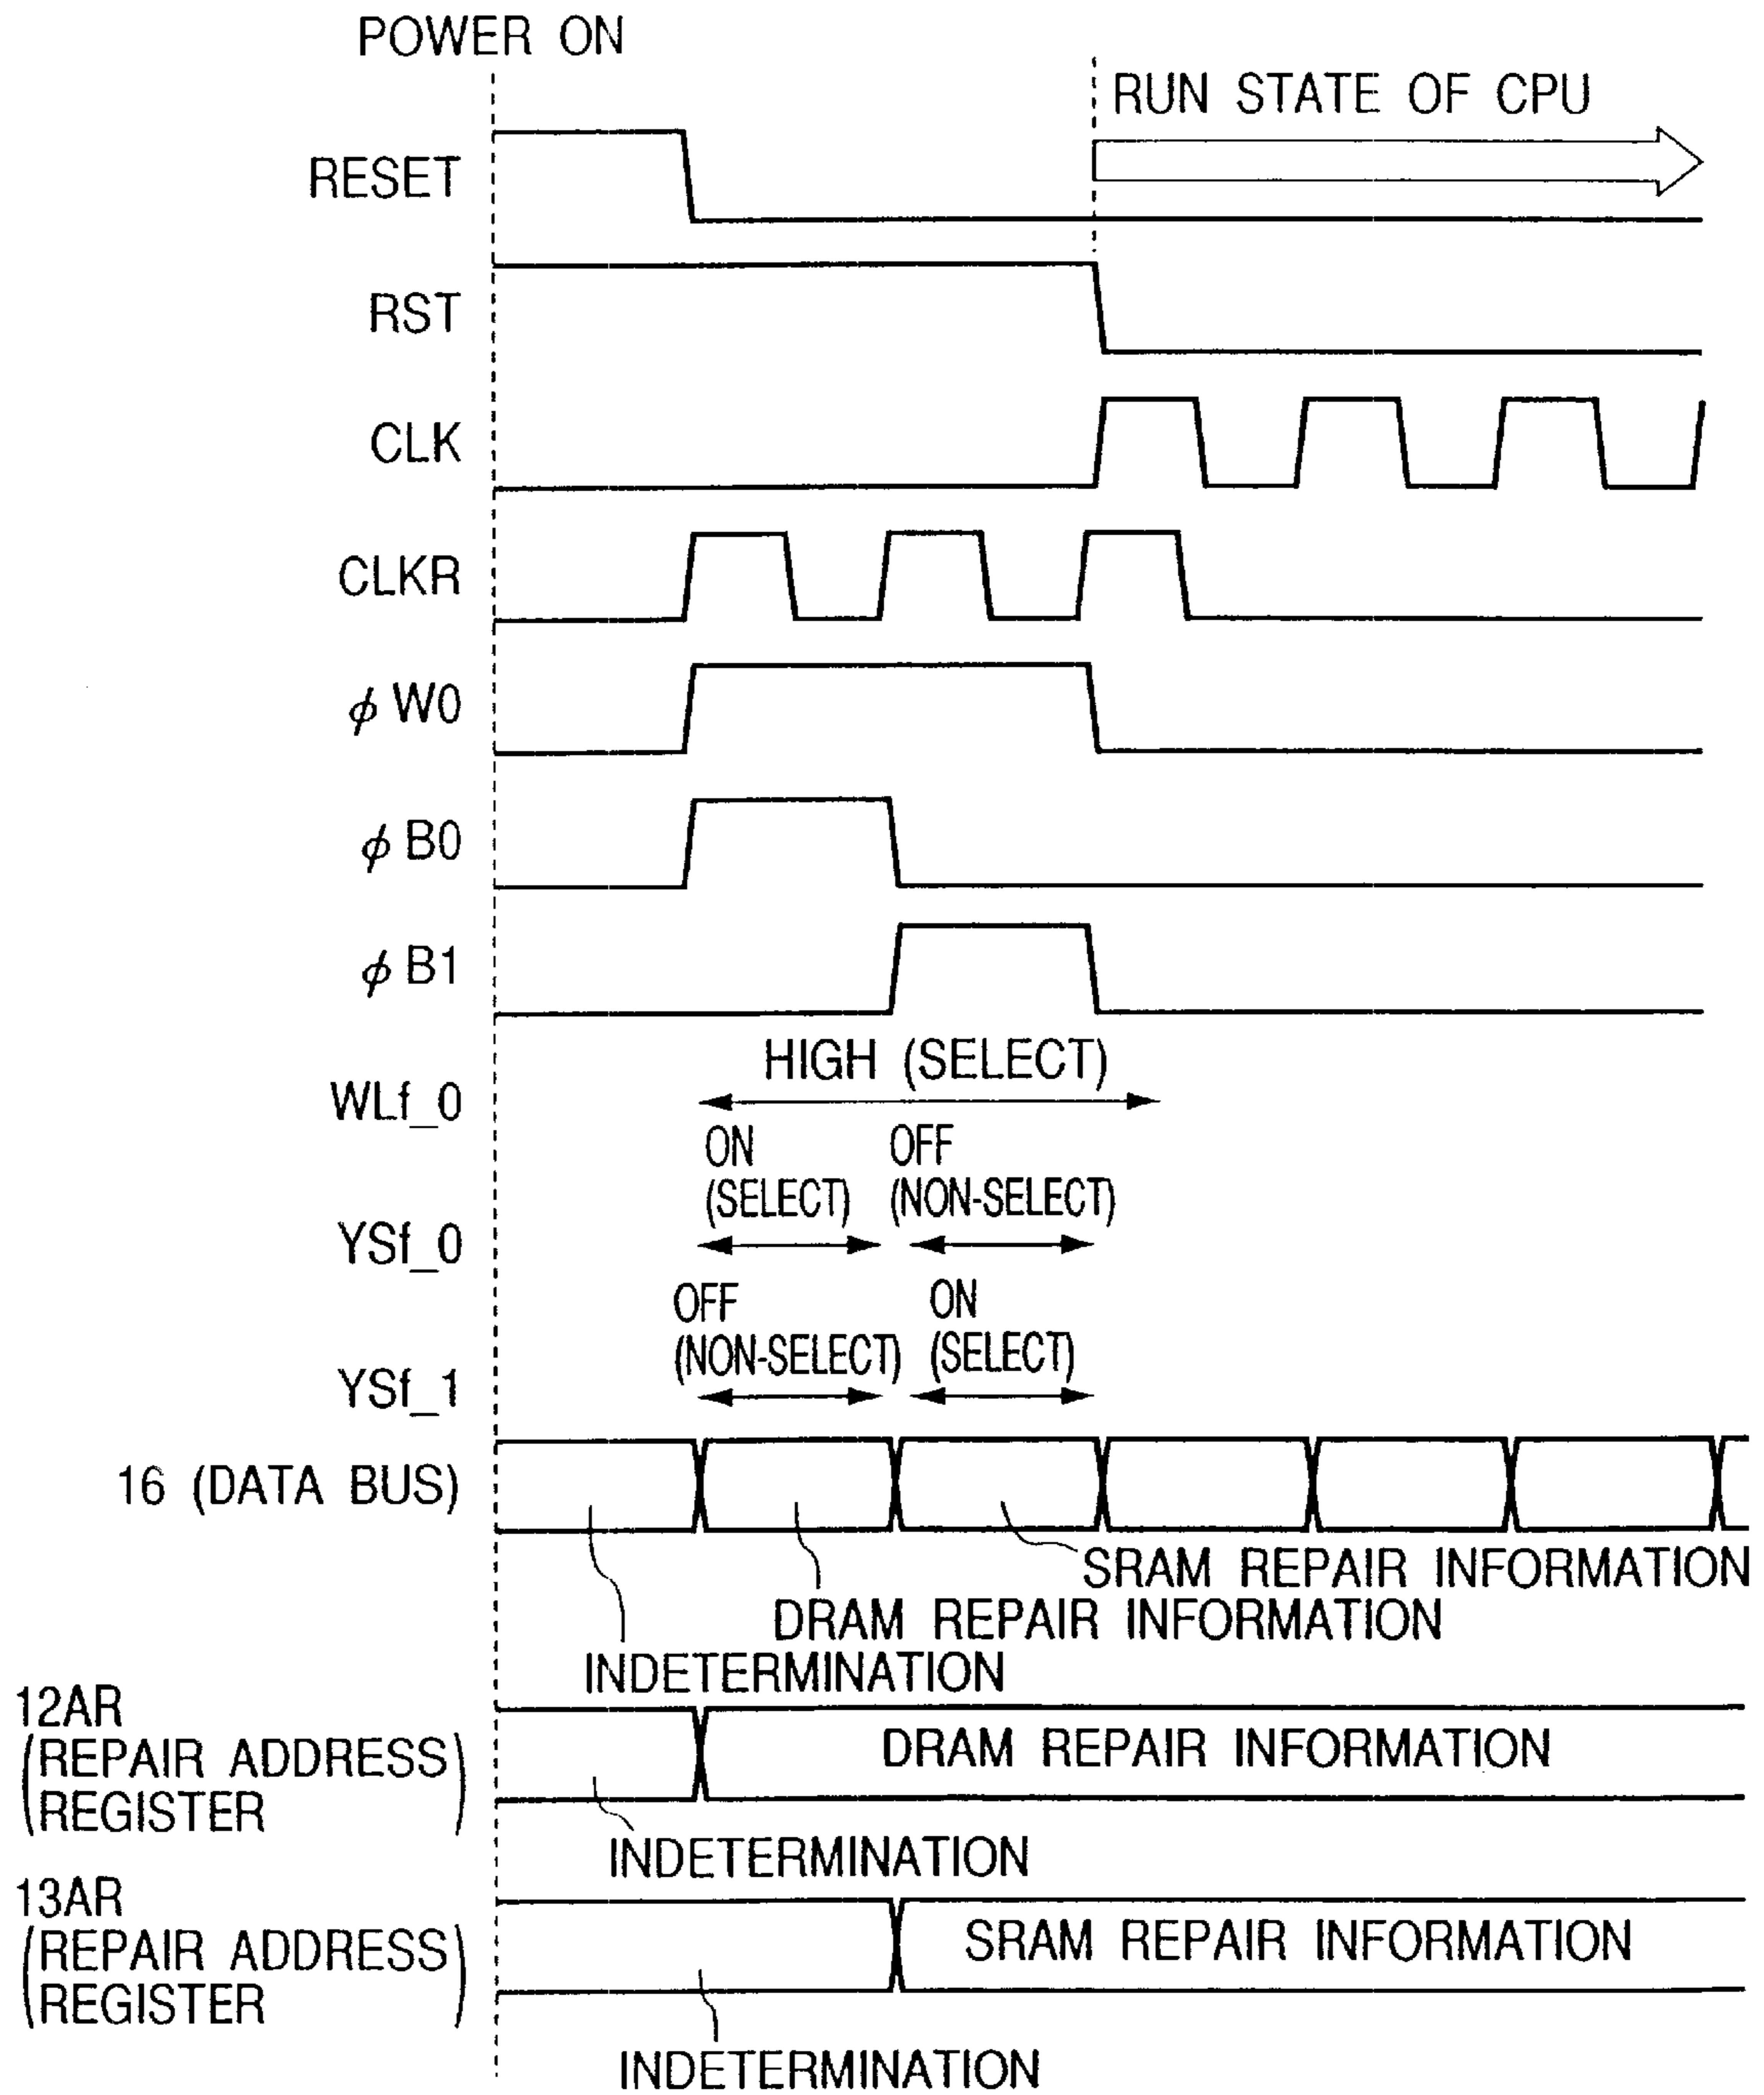 POWER ON
RUN STATE OF CPU
RESET
RST
CLK
CLKR
φ W0
φ B0
φ B1
HIGH (SELECT)
WLf_0
ON OFF
(SELECT) (NON-SELECT)
YSf_0
OFF ON
(NON-SELECT) (SELECT)
YSf_1
16 (DATA BUS)
SRAM REPAIR INFORMATION
DRAM REPAIR INFORMATION
INDETERMINATION
12AR
(REPAIR ADDRESS
REGISTER)
DRAM REPAIR INFORMATION
INDETERMINATION
13AR
(REPAIR ADDRESS
REGISTER)
SRAM REPAIR INFORMATION
INDETERMINATION